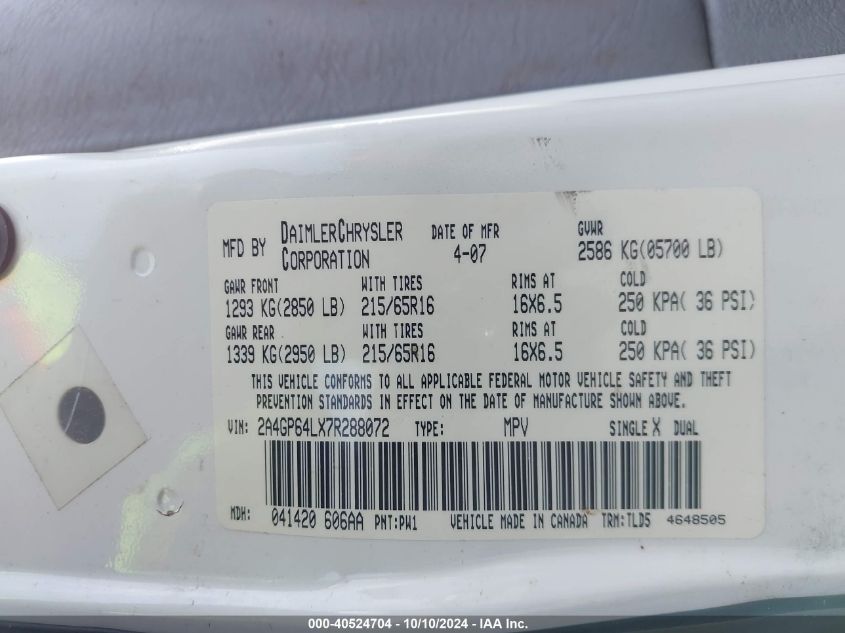 MFD BY DAIMLERCHRYSLER CORPORATION DATE OF MFR 4-07 GVWR 2586 KG(05700 LB)
GAWR FRONT WITH TIRES RIMS AT COLD
1293 KG(2850 LB) 215/65R16 16X6.5 250 KPA( 36 PSI)
GAWR REAR WITH TIRES RIMS AT COLD
1339 KG(2950 LB) 215/65R16 16X6.5 250 KPA( 36 PSI)
THIS VEHICLE CONFORMS TO ALL APPLICABLE FEDERAL MOTOR VEHICLE SAFETY AND THEFT
PREVENTION STANDARDS IN EFFECT ON THE DATE OF MANUFACTURE SHOWN ABOVE.
VIN: 2A4GP64LX7R288072 TYPE: MPV SINGLE X DUAL
MDH: 041420 606AA PNT:PW1 VEHICLE MADE IN CANADA TRM:TLD5 4648505
000-40524704 - 10/10/2024 - IAA Inc.